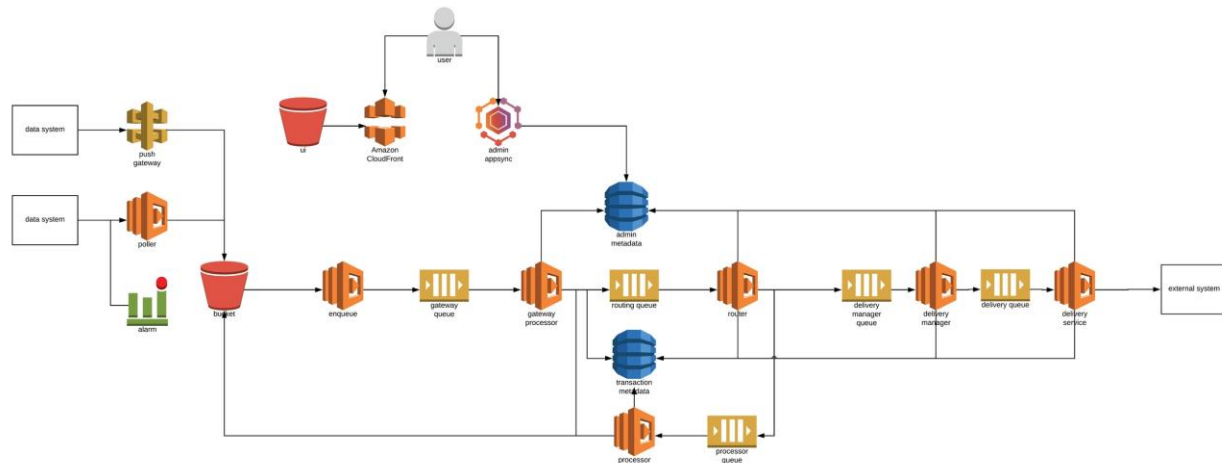 user
data system
push
gateway
ui
Amazon
CloudFront
admin
appsync
data system
poller
admin
metadata
alarm
bucket
enqueue
gateway
queue
gateway
processor
routing queue
router
delivery
manager
queue
delivery
manager
delivery queue
delivery
service
external system
transaction
metadata
processor
processor
queue